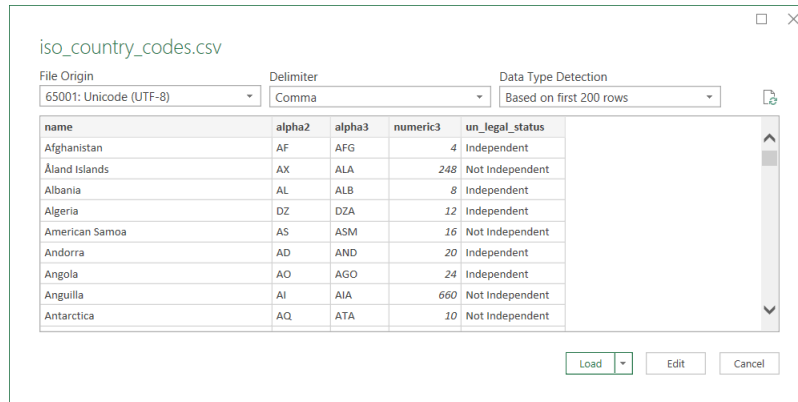 iso_country_codes.csv
File Origin Delimiter Data Type Detection
65001: Unicode (UTF-8) Comma Based on first 200 rows
name alpha2 alpha3 numeric3 un_legal_status
Afghanistan AF AFG 4 Independent
Åland Islands AX ALA 248 Not Independent
Albania AL ALB 8 Independent
Algeria DZ DZA 12 Independent
American Samoa AS ASM 16 Not Independent
Andorra AD AND 20 Independent
Angola AO AGO 24 Independent
Anguilla AI AIA 660 Not Independent
Antarctica AQ ATA 10 Not Independent
Load Edit Cancel